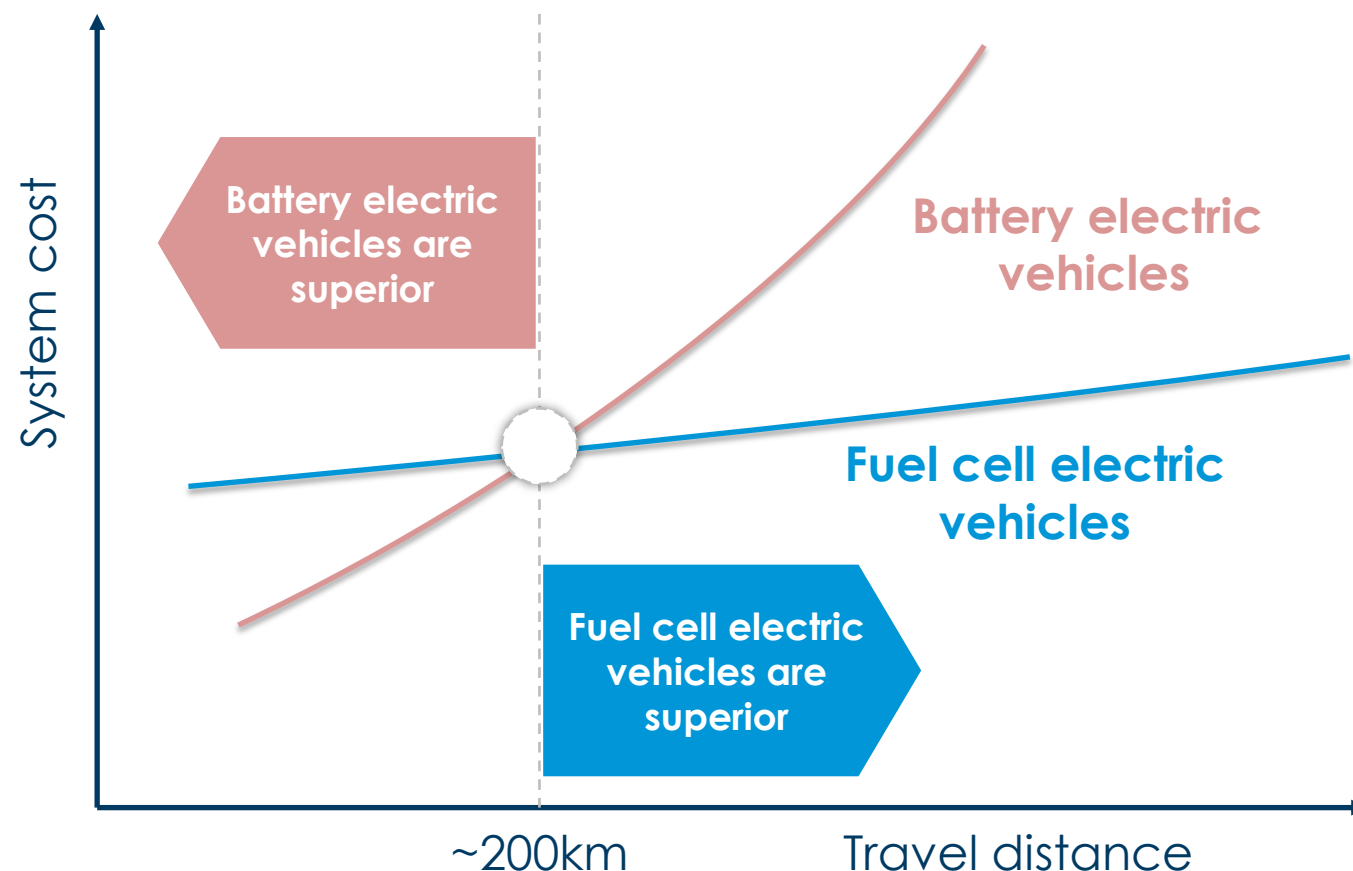 System cost
Battery electric
vehicles are
superior
Battery electric
vehicles
Fuel cell electric
vehicles
Fuel cell electric
vehicles are
superior
~200km
Travel distance